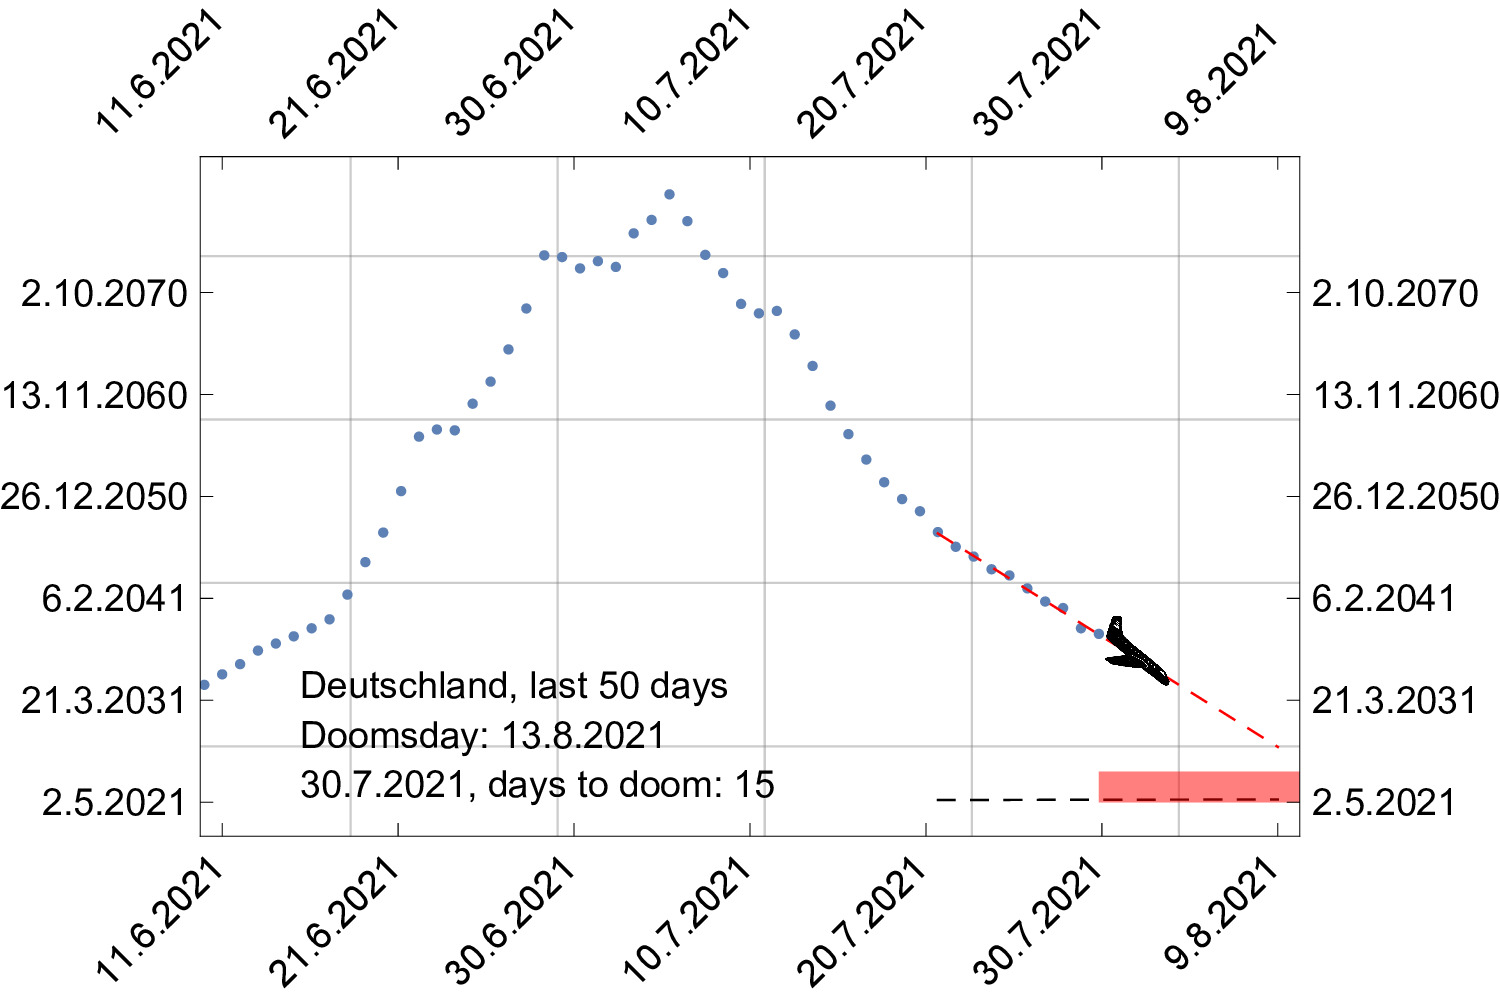 11.6.2021 21.6.2021 30.6.2021 10.7.2021 20.7.2021 30.7.2021 9.8.2021
2.10.2070 2.10.2070
13.11.2060 13.11.2060
26.12.2050 26.12.2050
6.2.2041 6.2.2041
21.3.2031 21.3.2031
2.5.2021 2.5.2021
Deutschland, last 50 days
Doomsday: 13.8.2021
30.7.2021, days to doom: 15
11.6.2021 21.6.2021 30.6.2021 10.7.2021 20.7.2021 30.7.2021 9.8.2021